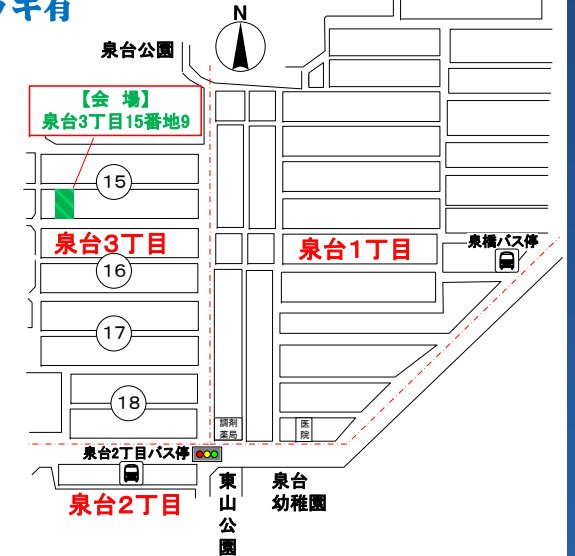 キ有
N
泉台公園
【会 場】
泉台3丁目15番地9
15
泉台3丁目
泉台1丁目
泉橋バス停
16
17
18
調剤
薬局
医
院
泉台2丁目バス停
泉台2丁目
東
山
公
園
泉台
幼稚園